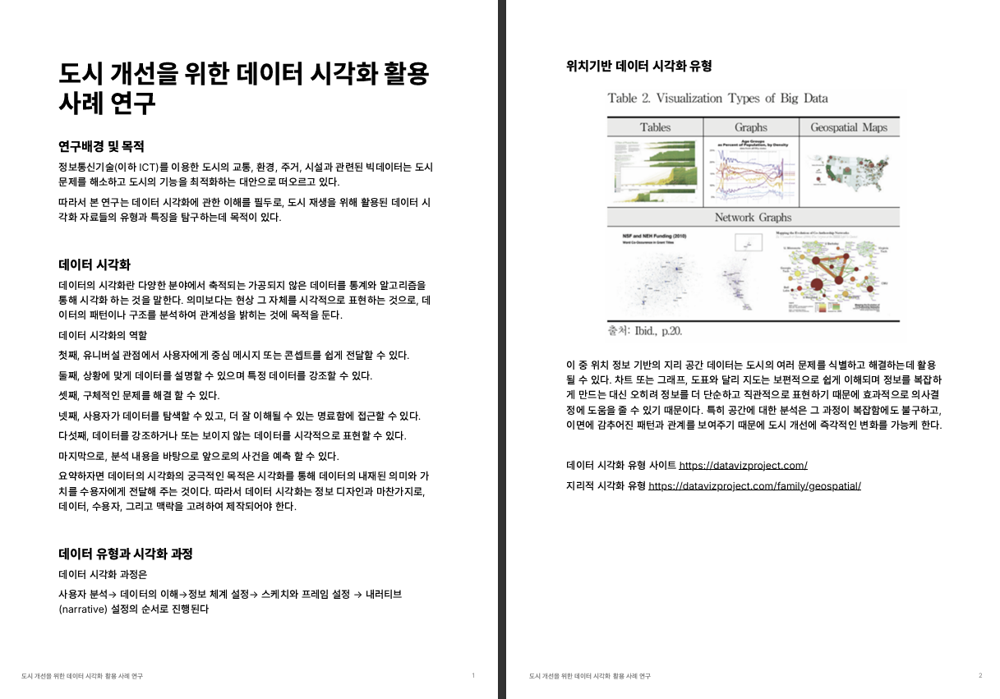 도시 개선을 위한 데이터 시각화 활용
사례 연구
연구배경 및 목적
정보통신기술(이하 ICT)를 이용한 도시의 교통, 환경, 주거, 시설과 관련된 빅데이터는 도시
문제를 해소하고 도시의 기능을 최적화하는 대안으로 떠오르고 있다.
따라서 본 연구는 데이터 시각화에 관한 이해를 필두로, 도시 재생을 위해 활용된 데이터 시
각화 자료들의 유형과 특징을 탐구하는데 목적이 있다.
데이터 시각화
데이터의 시각화란 다양한 분야에서 축적되는 가공되지 않은 데이터를 통계와 알고리즘을
통해 시각화 하는 것을 말한다. 의미보다는 현상 그 자체를 시각적으로 표현하는 것으로, 데
이터의 패턴이나 구조를 분석하여 관계성을 밝히는 것에 목적을 둔다.
데이터 시각화의 역할
첫째, 유니버설 관점에서 사용자에게 중심 메시지 또는 콘셉트를 쉽게 전달할 수 있다.
둘째, 상황에 맞게 데이터를 설명할 수 있으며 특정 데이터를 강조할 수 있다.
셋째, 구체적인 문제를 해결 할 수 있다.
넷째, 사용자가 데이터를 탐색할 수 있고, 더 잘 이해될 수 있는 명료함에 접근할 수 있다.
다섯째, 데이터를 강조하거나 또는 보이지 않는 데이터를 시각적으로 표현할 수 있다.
마지막으로, 분석 내용을 바탕으로 앞으로의 사건을 예측 할 수 있다.
요약하자면 데이터의 시각화의 궁극적인 목적은 시각화를 통해 데이터의 내재된 의미와 가
치를 수용자에게 전달해 주는 것이다. 따라서 데이터 시각화는 정보 디자인과 마찬가지로,
데이터, 수용자, 그리고 맥락을 고려하여 제작되어야 한다.
데이터 유형과 시각화 과정
데이터 시각화 과정은
사용자 분석→ 데이터의 이해→정보 체계 설정→ 스케치와 프레임 설정 → 내러티브
(narrative) 설정의 순서로 진행된다
도시 개선을 위한 데이터 시각화 활용 사례 연구 1
위치기반 데이터 시각화 유형
Table 2. Visualization Types of Big Data
Tables Graphs Geospatial Maps
Age Groups
as Percent of Population, by Density
Network Graphs
NSF and NEH Funding (2010)
Word Co-Occurence in Grant Titles
Mapping the Evolution of Co-Authorship Networks
출처: Ibid., p.20.
이 중 위치 정보 기반의 지리 공간 데이터는 도시의 여러 문제를 식별하고 해결하는데 활용
될 수 있다. 차트 또는 그래프, 도표와 달리 지도는 보편적으로 쉽게 이해되며 정보를 복잡하
게 만드는 대신 오히려 정보를 더 단순하고 직관적으로 표현하기 때문에 효과적으로 의사결
정에 도움을 줄 수 있기 때문이다. 특히 공간에 대한 분석은 그 과정이 복잡함에도 불구하고,
이면에 감추어진 패턴과 관계를 보여주기 때문에 도시 개선에 즉각적인 변화를 가능케 한다.
데이터 시각화 유형 사이트 https://datavizproject.com/
지리적 시각화 유형 https://datavizproject.com/family/geospatial/
도시 개선을 위한 데이터 시각화 활용 사례 연구 2